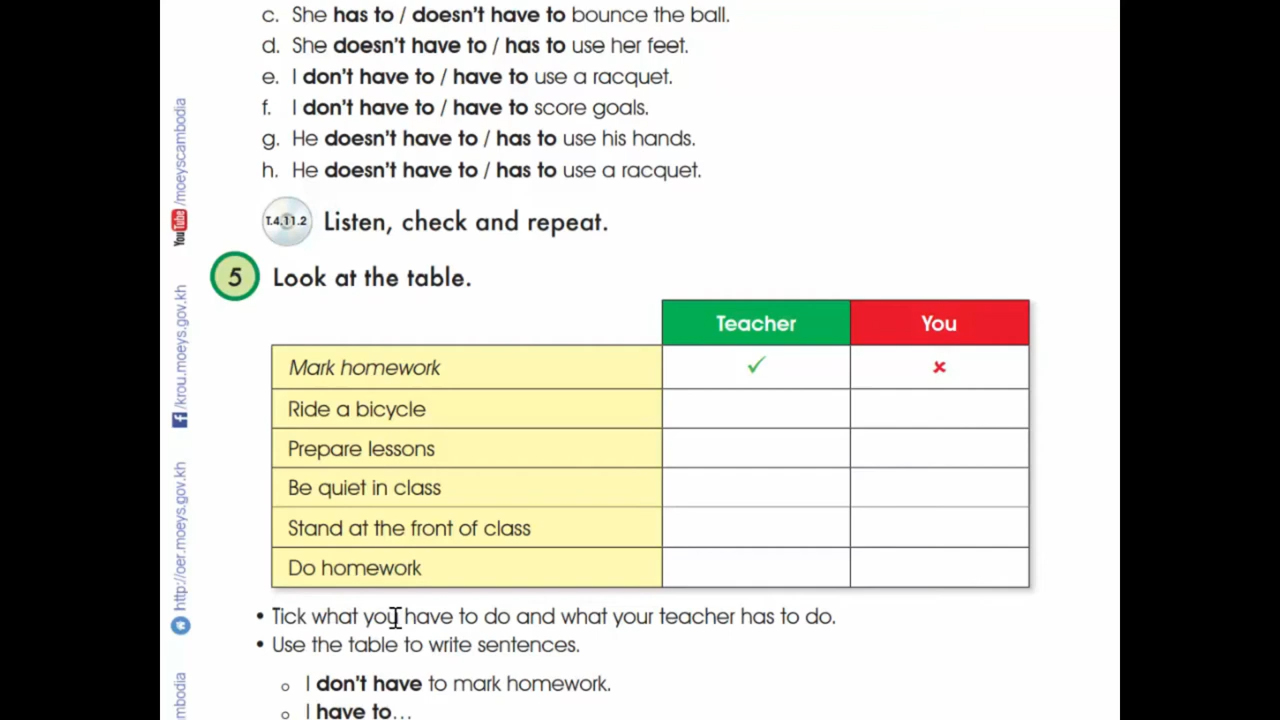 c. She has to / doesn't have to bounce the ball.
d. She doesn't have to / has to use her feet.
e. I don't have to / have to use a racquet.
f. I don't have to / have to score goals.
g. He doesn't have to / has to use his hands.
h. He doesn't have to / has to use a racquet.
T.4.11.2 Listen, check and repeat.
5 Look at the table.
Teacher You
Mark homework ✓ ×
Ride a bicycle
Prepare lessons
Be quiet in class
Stand at the front of class
Do homework
• Tick what you have to do and what your teacher has to do.
• Use the table to write sentences.
o I don't have to mark homework.
o I have to...
YouTube /moeyscambodia
f /krou.moeys.gov.kh
http://oer.moeys.gov.kh
mbodia